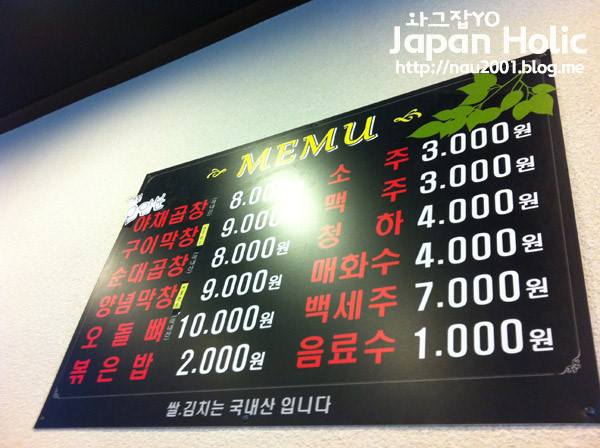 와그잡YO
Japan Holic
http://nau2001.blog.me
MEMU
야채곱창 8.000
구이막창 9.000원
순대곱창 8.000원
양념막창 9.000원
오돌뼈 10.000원
볶은밥 2.000원
소주 3.000원
맥주 3.000원
청하 4.000원
매화수 4.000원
백세주 7.000원
음료수 1.000원
쌀.김치는 국내산 입니다